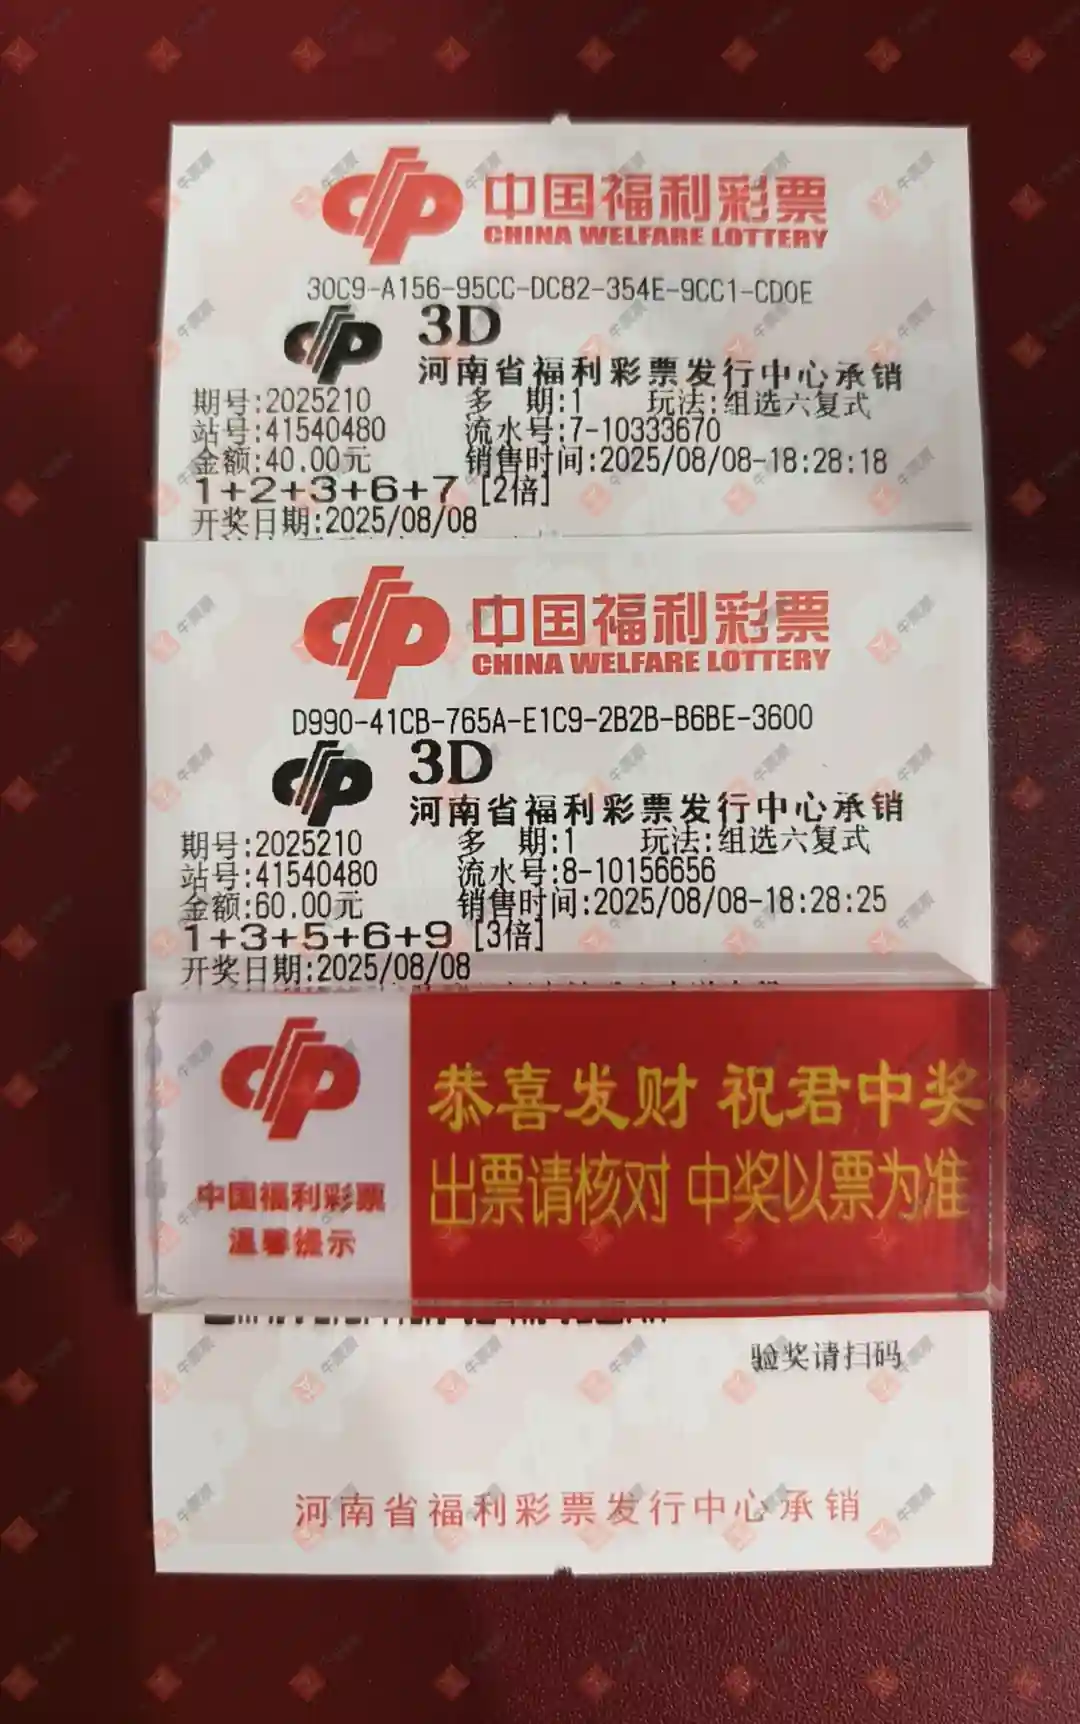 中国福利彩票
CHINA WELFARE LOTTERY
30C9-A156-95CC-DC82-354E-9CC1-CD0E
3D
河南省福利彩票发行中心承销
期号:2025210 多 期:1 玩法:组选六复式
站号:41540480 流水号:7-10333670
金额:40.00元 销售时间:2025/08/08-18:28:18
1+2+3+6+7 [2倍]
开奖日期:2025/08/08
中国福利彩票
CHINA WELFARE LOTTERY
D990-41CB-765A-E1C9-2B2B-B6BE-3600
3D
河南省福利彩票发行中心承销
期号:2025210 多 期:1 玩法:组选六复式
站号:41540480 流水号:8-10156656
金额:60.00元 销售时间:2025/08/08-18:28:25
1+3+5+6+9 [3倍]
开奖日期:2025/08/08
恭喜发财 祝君中奖
出票请核对 中奖以票为准
中国福利彩票
温馨提示
验奖请扫码
河南省福利彩票发行中心承销